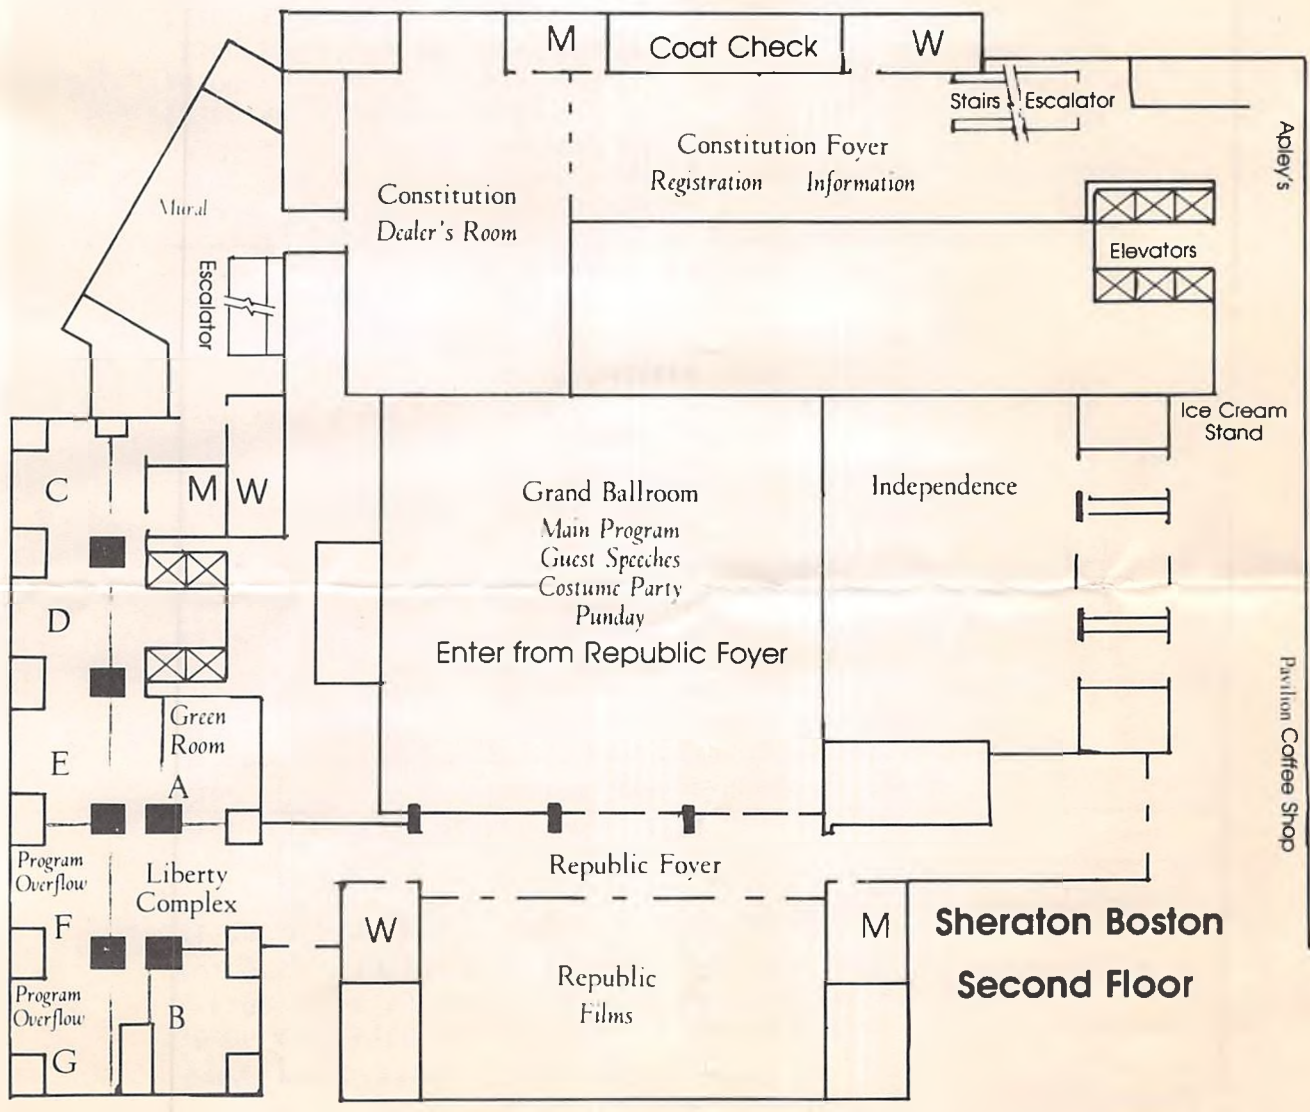 M
Coat Check
W
Stairs
Escalator
Apley's
Constitution Foyer
Registration Information
Mural
Constitution
Dealer's Room
Elevators
Escalator
Ice Cream
Stand
C
M
W
Grand Ballroom
Main Program
Guest Speeches
Costume Party
Punday
Enter from Republic Foyer
Independence
D
Green
Room
E
A
Pavilion Coffee Shop
Program
Overflow
F
Liberty
Complex
Republic Foyer
W
M
Sheraton Boston
Second Floor
Republic
Films
Program
Overflow
G
B